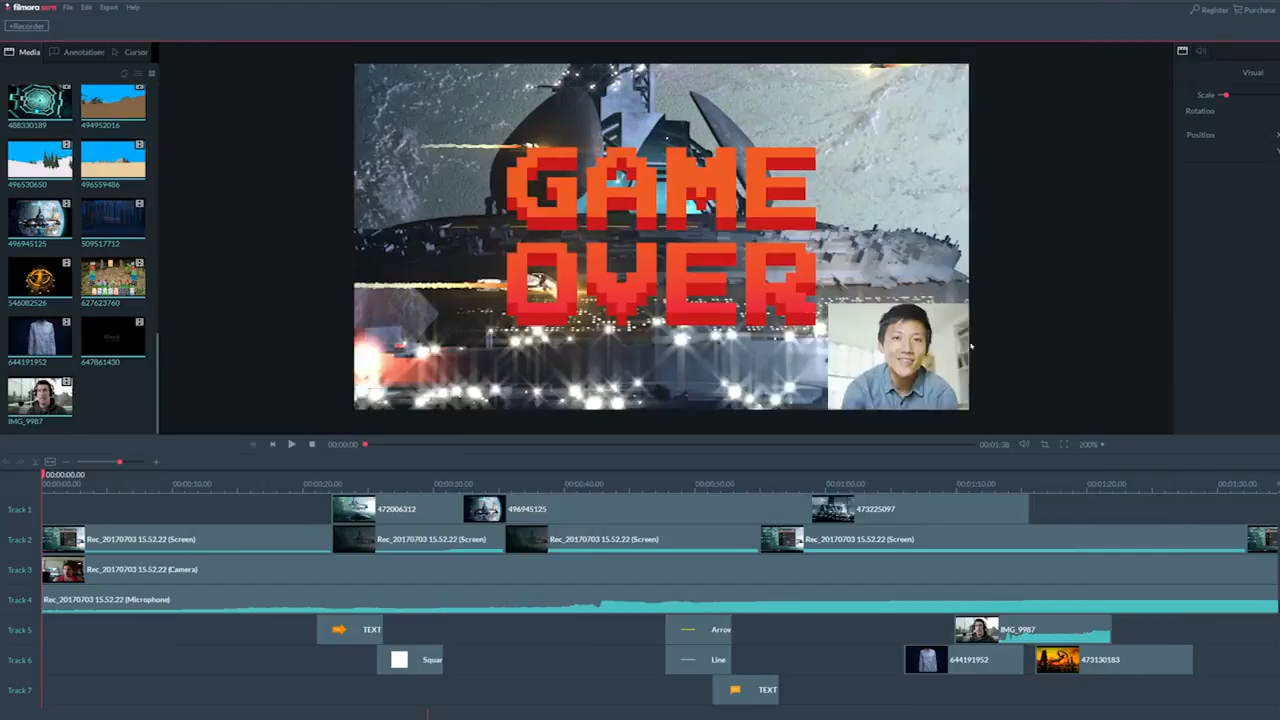 filmora scrn File Edit Export Help
Register Purchase
+Recorder
Media Annotations Cursor
Visual
Scale
Rotation
Position
488330189 494952016
496530650 496559486
496945125 509517712
546082526 627623760
644191952 647861430
IMG_9987
GAME
OVER
00:00:00 00:01:38 200%
00:00:00.00
00:00:00.00 00:00:10.00 00:00:20.00 00:00:30.00 00:00:40.00 00:00:50.00 00:01:00.00 00:01:10.00 00:01:20.00 00:01:30.00
Track 1 472006312 496945125 473225097
Track 2 Rec_20170703 15.52.22 (Screen) Rec_20170703 15.52.22 (Screen) Rec_20170703 15.52.22 (Screen) Rec_20170703 15.52.22 (Screen)
Track 3 Rec_20170703 15.52.22 (Camera)
Track 4 Rec_20170703 15.52.22 (Microphone)
Track 5 TEXT Arrow IMG_9987
Track 6 Squar Line 644191952 473130183
Track 7 TEXT